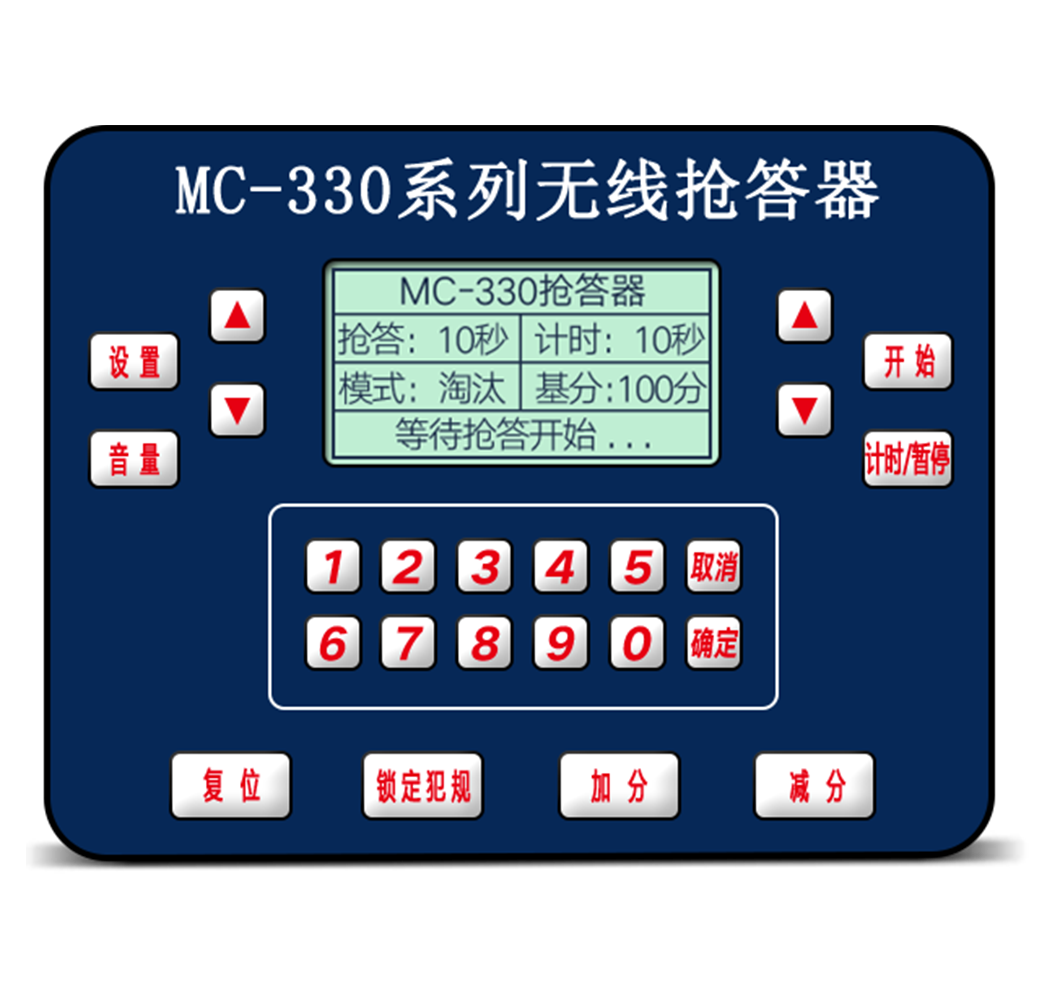 MC-330系列无线抢答器
MC-330抢答器
抢答：10秒 计时：10秒
模式：淘汰 基分:100分
等待抢答开始...
▲ ▲
设置 开始
▼ ▼
音量 计时/暂停
1 2 3 4 5 取消
6 7 8 9 0 确定
复位 锁定犯规 加分 减分